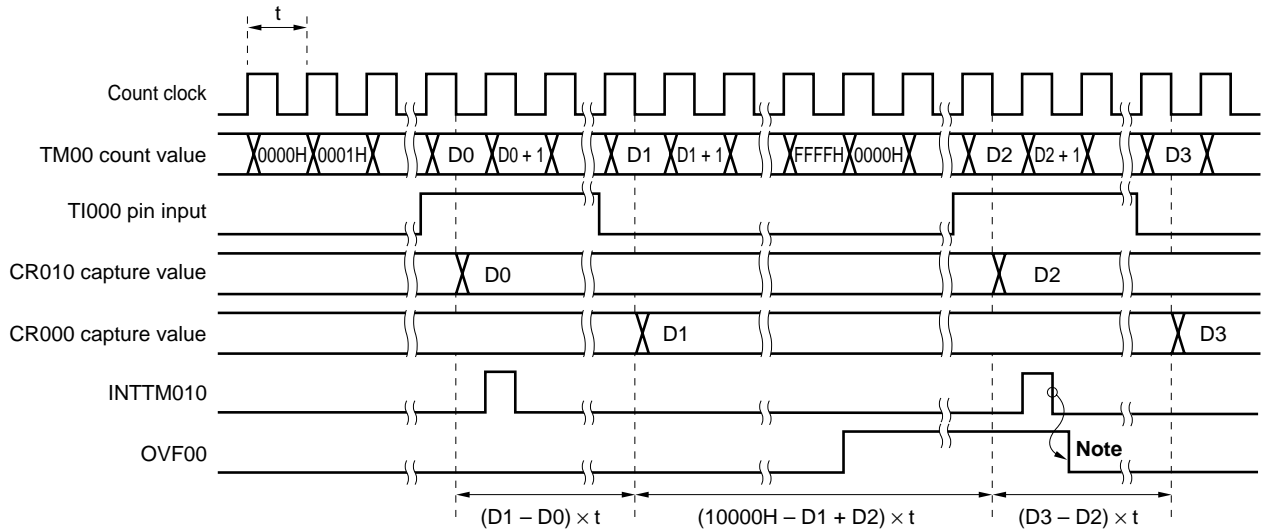 t
Count clock
TM00 count value 0000H 0001H D0 D0 + 1 D1 D1 + 1 FFFFH 0000H D2 D2 + 1 D3
TI000 pin input
CR010 capture value D0 D2
CR000 capture value D1 D3
INTTM010
OVF00 Note
(D1 – D0) × t (10000H – D1 + D2) × t (D3 – D2) × t